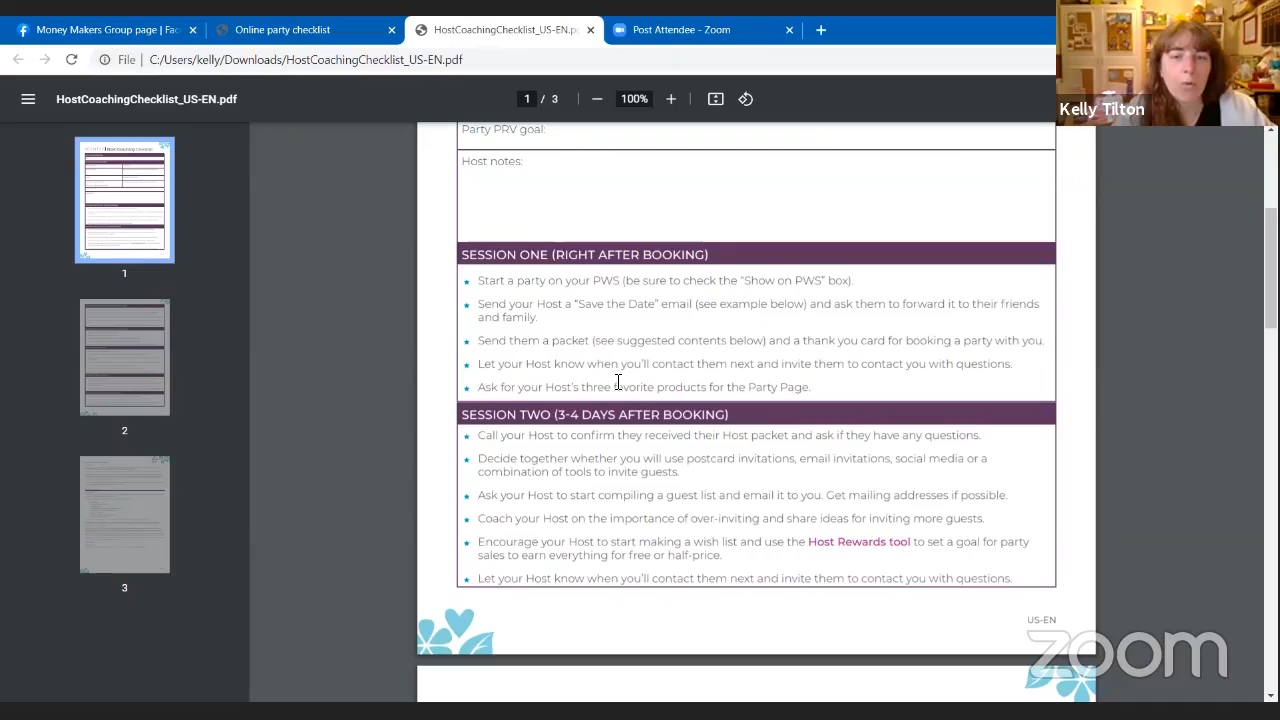 Money Makers Group page | Fac
Online party checklist
HostCoachingChecklist_US-EN.pd
Post Attendee - Zoom
File | C:/Users/kelly/Downloads/HostCoachingChecklist_US-EN.pdf
Kelly Tilton
HostCoachingChecklist_US-EN.pdf
1 / 3
100%
1
2
3
Party PRV goal:
Host notes:
SESSION ONE (RIGHT AFTER BOOKING)
Start a party on your PWS (be sure to check the “Show on PWS” box).
Send your Host a “Save the Date” email (see example below) and ask them to forward it to their friends
and family.
Send them a packet (see suggested contents below) and a thank you card for booking a party with you.
Let your Host know when you’ll contact them next and invite them to contact you with questions.
Ask for your Host’s three favorite products for the Party Page.
SESSION TWO (3-4 DAYS AFTER BOOKING)
Call your Host to confirm they received their Host packet and ask if they have any questions.
Decide together whether you will use postcard invitations, email invitations, social media or a
combination of tools to invite guests.
Ask your Host to start compiling a guest list and email it to you. Get mailing addresses if possible.
Coach your Host on the importance of over-inviting and share ideas for inviting more guests.
Encourage your Host to start making a wish list and use the Host Rewards tool to set a goal for party
sales to earn everything for free or half-price.
Let your Host know when you’ll contact them next and invite them to contact you with questions.
US-EN
zoom